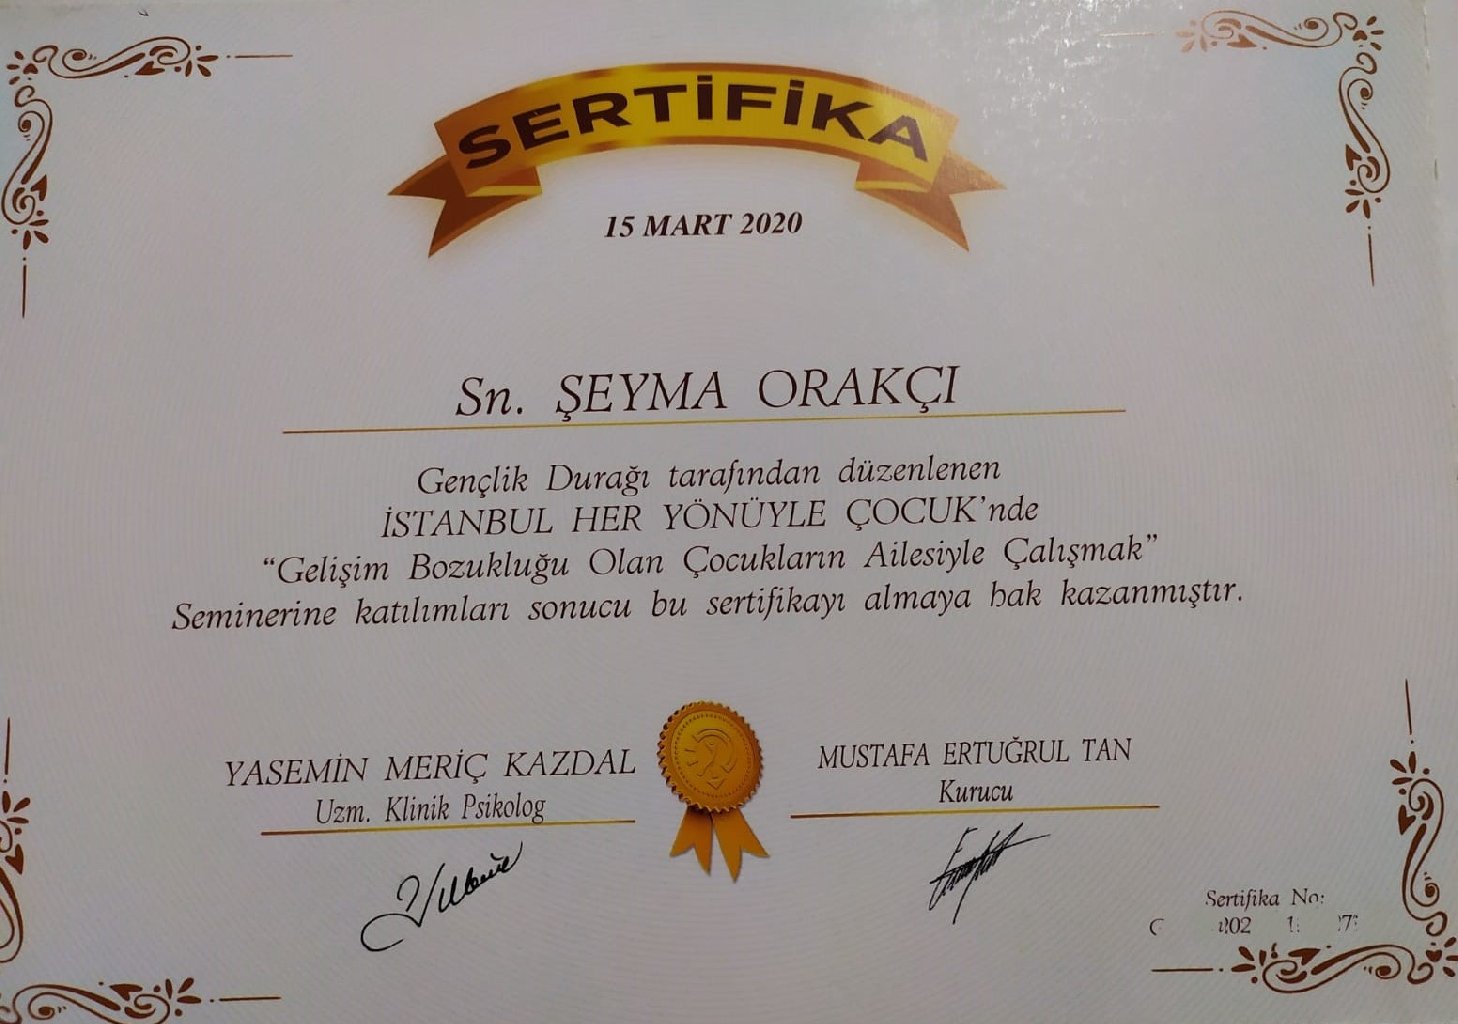 SERTİFİKA
15 MART 2020
Sn. ŞEYMA ORAKÇI
Gençlik Durağı tarafından düzenlenen
İSTANBUL HER YÖNÜYLE ÇOCUK'nde
“Gelişim Bozukluğu Olan Çocukların Ailesiyle Çalışmak”
Seminerine katılımları sonucu bu sertifikayı almaya hak kazanmıştır.
YASEMİN MERİÇ KAZDAL
Uzm. Klinik Psikolog
MUSTAFA ERTUĞRUL TAN
Kurucu
Sertifika No: